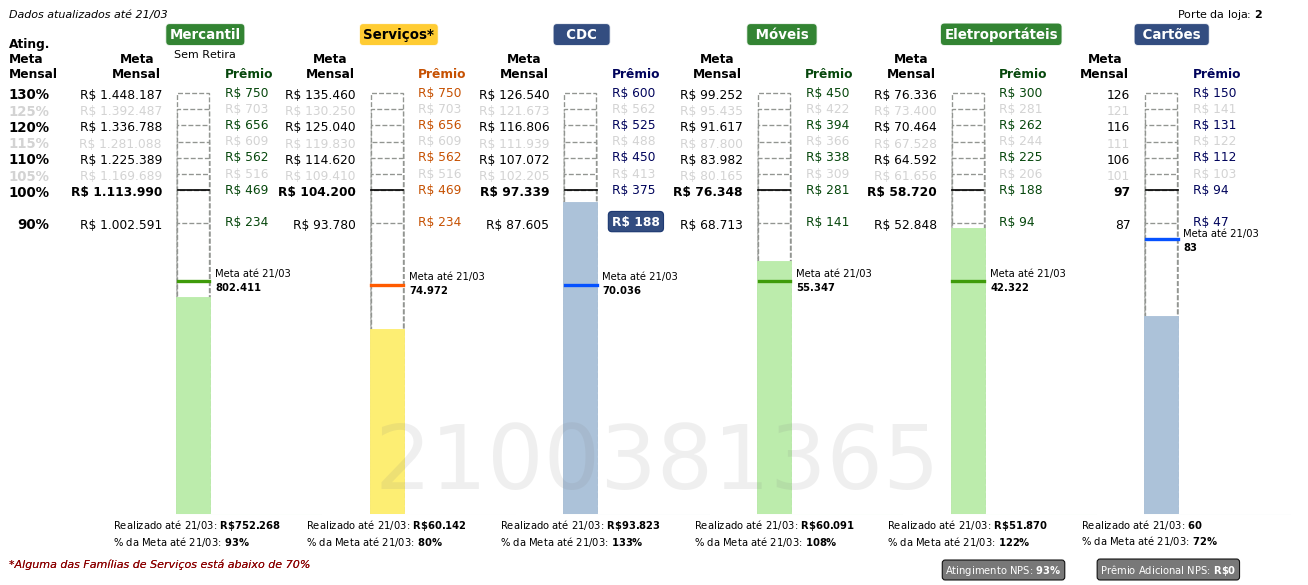 Dados atualizados até 21/03
Porte da loja: 2
Mercantil Serviços* CDC Móveis Eletroportáteis Cartões
Sem Retira
Ating. Meta Mensal
Meta Mensal Prêmio Meta Mensal Prêmio Meta Mensal Prêmio Meta Mensal Prêmio Meta Mensal Prêmio Meta Mensal Prêmio
130% R$ 1.448.187 R$ 750 R$ 135.460 R$ 750 R$ 126.540 R$ 600 R$ 99.252 R$ 450 R$ 76.336 R$ 300 126 R$ 150
125% R$ 1.392.487 R$ 703 R$ 130.250 R$ 703 R$ 121.673 R$ 562 R$ 95.435 R$ 422 R$ 73.400 R$ 281 121 R$ 141
120% R$ 1.336.788 R$ 656 R$ 125.040 R$ 656 R$ 116.806 R$ 525 R$ 91.617 R$ 394 R$ 70.464 R$ 262 116 R$ 131
115% R$ 1.281.088 R$ 609 R$ 119.830 R$ 609 R$ 111.939 R$ 488 R$ 87.800 R$ 366 R$ 67.528 R$ 244 111 R$ 122
110% R$ 1.225.389 R$ 562 R$ 114.620 R$ 562 R$ 107.072 R$ 450 R$ 83.982 R$ 338 R$ 64.592 R$ 225 106 R$ 112
105% R$ 1.169.689 R$ 516 R$ 109.410 R$ 516 R$ 102.205 R$ 413 R$ 80.165 R$ 309 R$ 61.656 R$ 206 101 R$ 103
100% R$ 1.113.990 R$ 469 R$ 104.200 R$ 469 R$ 97.339 R$ 375 R$ 76.348 R$ 281 R$ 58.720 R$ 188 97 R$ 94
90% R$ 1.002.591 R$ 234 R$ 93.780 R$ 234 R$ 87.605 R$ 188 R$ 68.713 R$ 141 R$ 52.848 R$ 94 87 R$ 47
Meta até 21/03
83
Meta até 21/03 Meta até 21/03 Meta até 21/03 Meta até 21/03 Meta até 21/03
802.411 74.972 70.036 55.347 42.322
2100381365
Realizado até 21/03: R$752.268 Realizado até 21/03: R$60.142 Realizado até 21/03: R$93.823 Realizado até 21/03: R$60.091 Realizado até 21/03: R$51.870 Realizado até 21/03: 60
% da Meta até 21/03: 93% % da Meta até 21/03: 80% % da Meta até 21/03: 133% % da Meta até 21/03: 108% % da Meta até 21/03: 122% % da Meta até 21/03: 72%
*Alguma das Famílias de Serviços está abaixo de 70%
Atingimento NPS: 93% Prêmio Adicional NPS: R$0